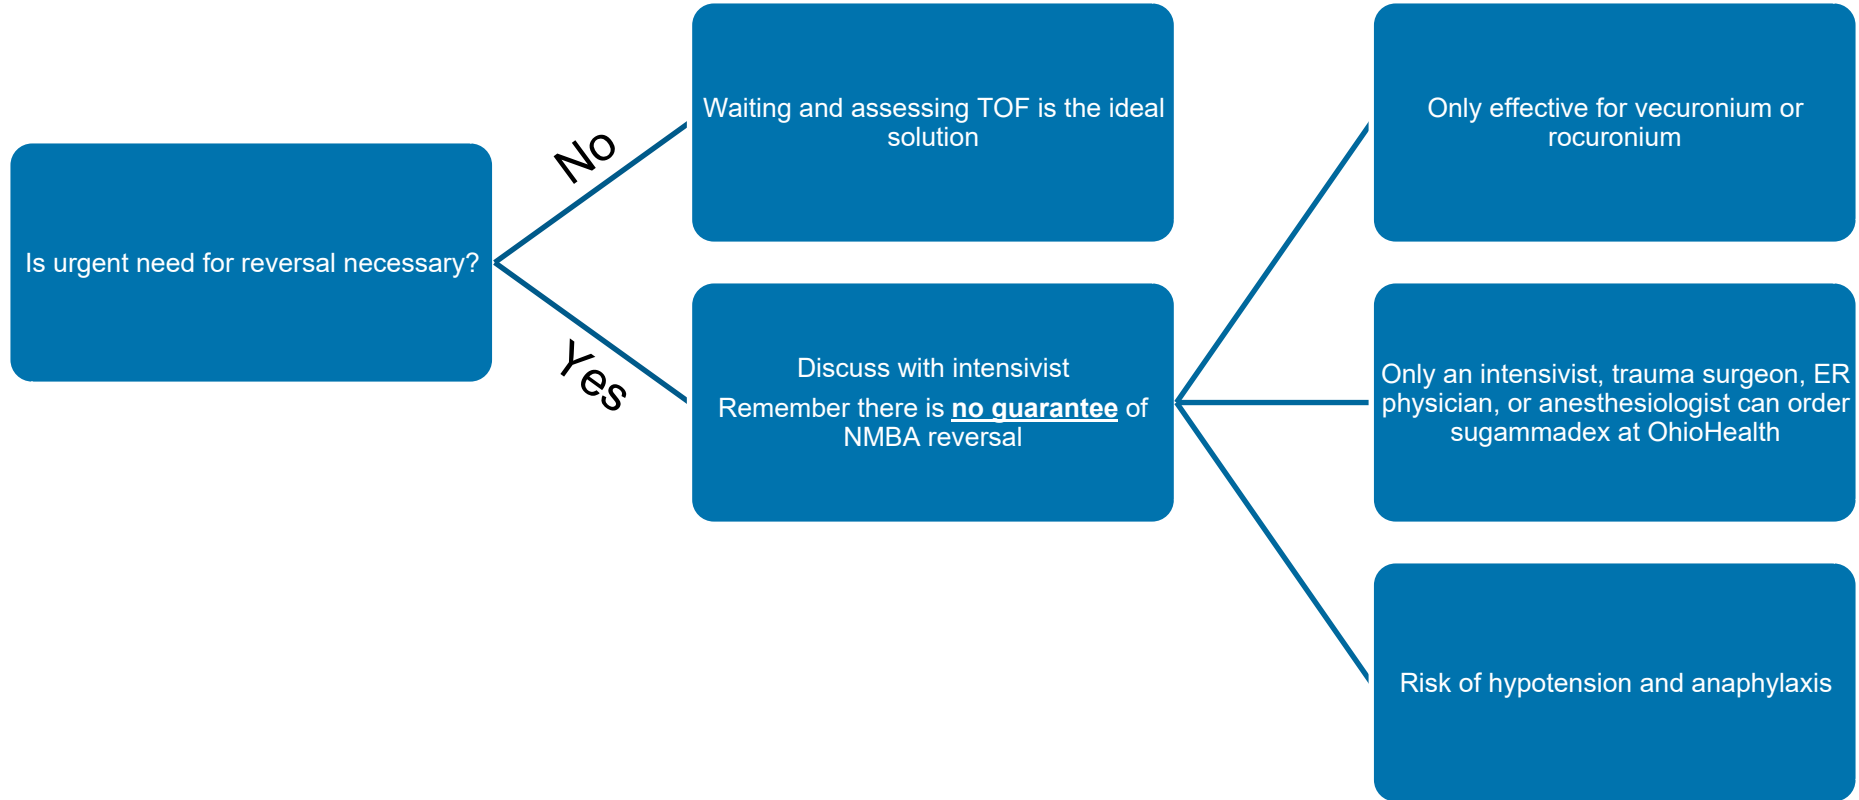 Is urgent need for reversal necessary?
No
Yes
Waiting and assessing TOF is the ideal
solution
Discuss with intensivist
Remember there is no guarantee of
NMBA reversal
Only effective for vecuronium or
rocuronium
Only an intensivist, trauma surgeon, ER
physician, or anesthesiologist can order
sugammadex at OhioHealth
Risk of hypotension and anaphylaxis